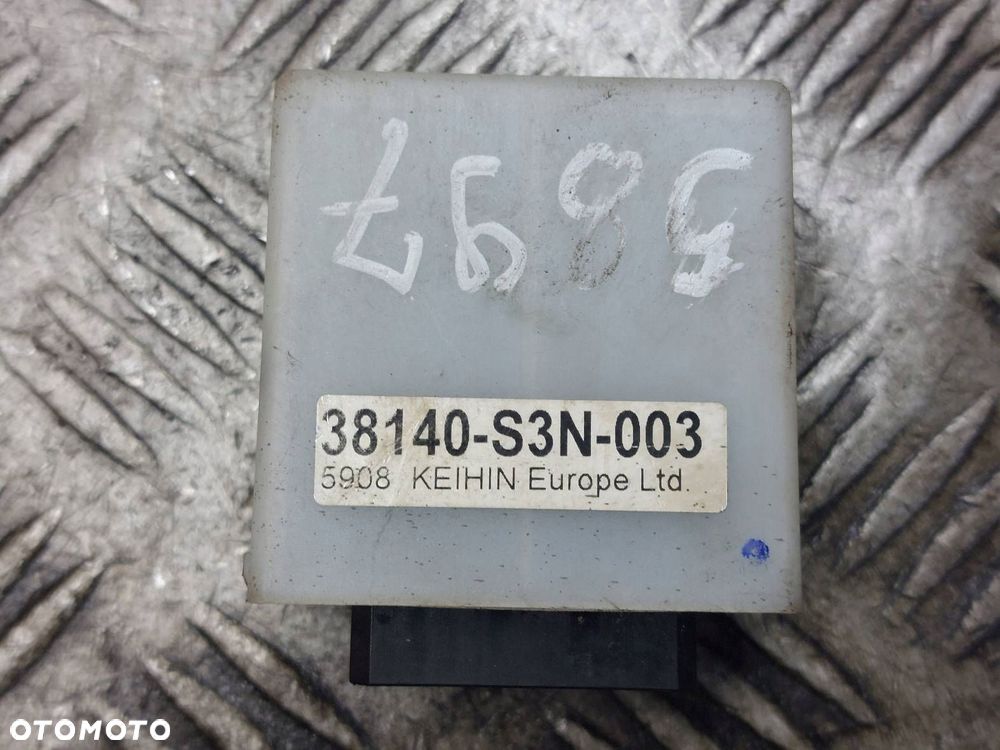 38140-S3N-003
5908 KEIHIN Europe Ltd.
OTOMOTO